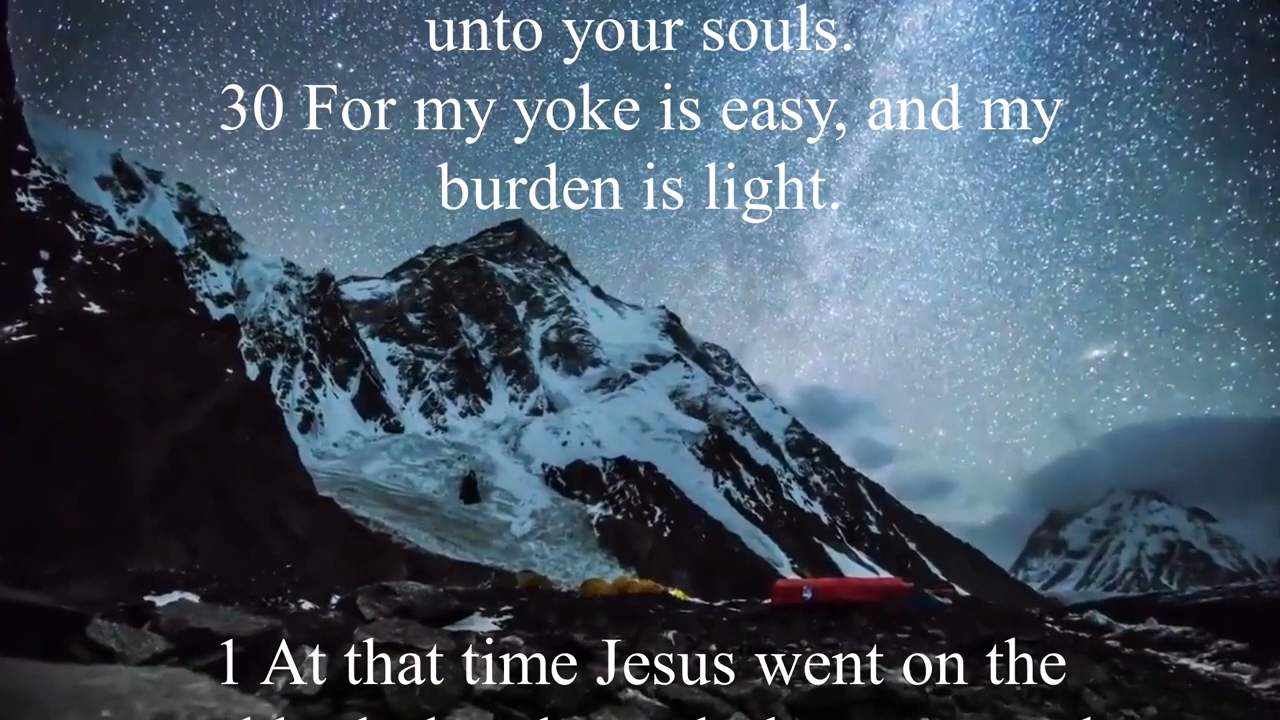 unto your souls.
30 For my yoke is easy, and my
burden is light.
1 At that time Jesus went on the